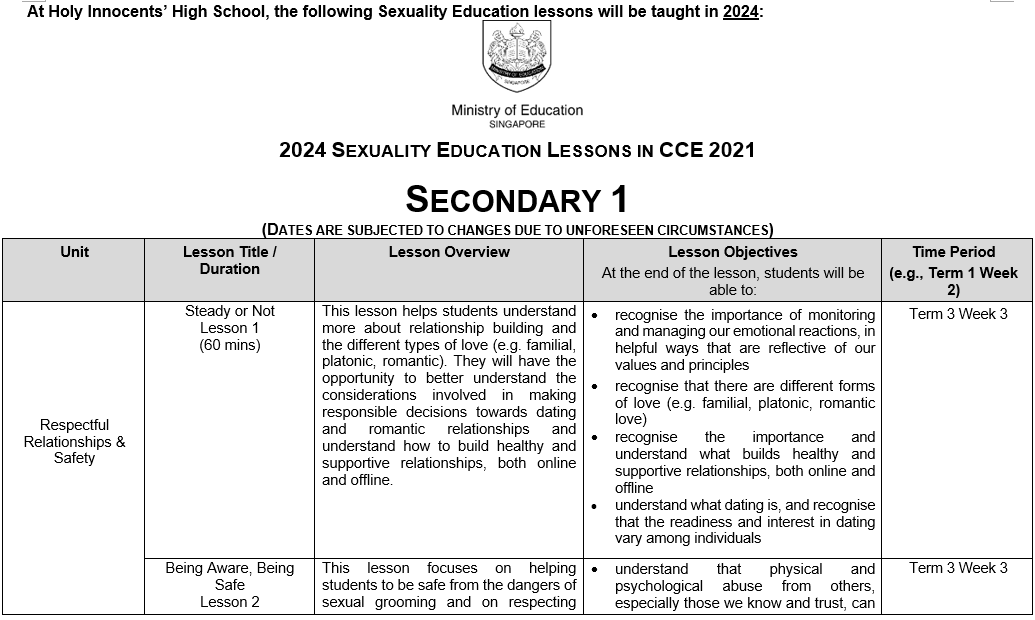 At Holy Innocents' High School, the following Sexuality Education lessons will be taught in 2024:
Ministry of Education
SINGAPORE
2024 SEXUALITY EDUCATION LESSONS IN CCE 2021
SECONDARY 1
(DATES ARE SUBJECTED TO CHANGES DUE TO UNFORESEEN CIRCUMSTANCES)
Unit
Lesson Title /
Duration
Lesson Overview
Lesson Objectives
At the end of the lesson, students will be
able to:
Time Period
(e.g., Term 1 Week
2)
Respectful
Relationships &
Safety
Steady or Not
Lesson 1
(60 mins)
This lesson helps students understand
more about relationship building and
the different types of love (e.g. familial,
platonic, romantic). They will have the
opportunity to better understand the
considerations involved in making
responsible decisions towards dating
and romantic relationships and
understand how to build healthy and
supportive relationships, both online
and offline.
• recognise the importance of monitoring
and managing our emotional reactions, in
helpful ways that are reflective of our
values and principles
• recognise that there are different forms
of love (e.g. familial, platonic, romantic
love)
• recognise the importance and
understand what builds healthy and
supportive relationships, both online and
offline
• understand what dating is, and recognise
that the readiness and interest in dating
vary among individuals
Term 3 Week 3
Being Aware, Being
Safe
Lesson 2
This lesson focuses on helping
students to be safe from the dangers of
sexual grooming and on respecting
• understand that physical and
psychological abuse from others,
especially those we know and trust, can
Term 3 Week 3